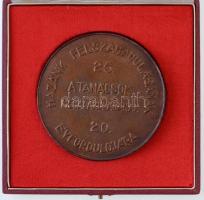 HAZÁNK FELSZABADULÁSÁNAK
25.
A TANÁCSOK
20.
ÉVFORDULÓJÁRA